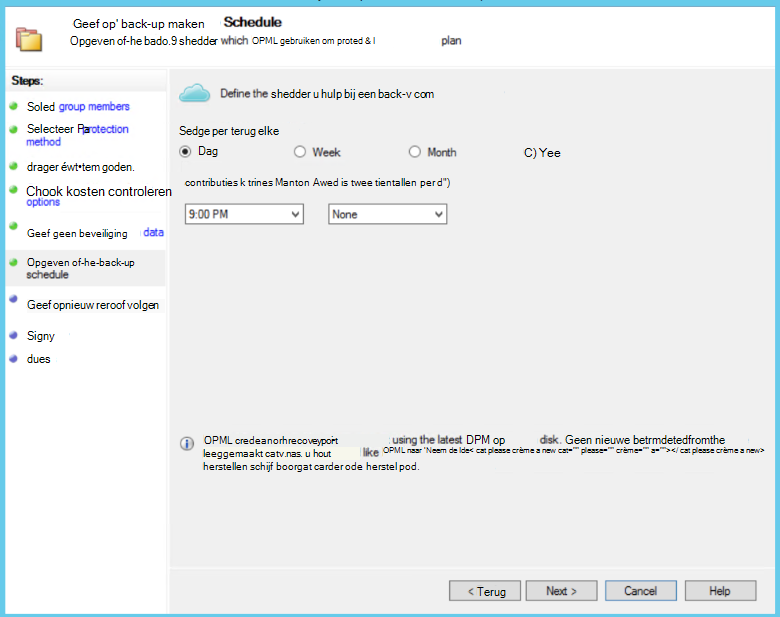 Geef op' back-up maken Schedule
Opgeven of-he bado.9 shedder which OPML gebruiken om proted & l plan
Steps:
Soled group members
Selecteer Protection
method
drager éwt•tem goden.
Chook kosten controleren
options
Geef geen beveiliging data
Opgeven of-he-back-up
schedule
Geef opnieuw reroof volgen
Signy
dues
Define the shedder u hulp bij een back-v com
Sedge per terug elke
Dag Week Month C) Yee
contributies k trines Manton Awed is twee tientallen per d")
9:00 PM None
OPML credeanorhrecoveyport using the latest DPM op disk. Geen nieuwe betrmdetedfromthe
leeggemaakt catv.nas. u hout like OPML naar "Neem de Ide< cat please crème a new cat="" please="" crème="" a=""></ cat please crème a new>
herstellen schijf boorgat carder ode herstel pod.
< Terug Next > Cancel Help